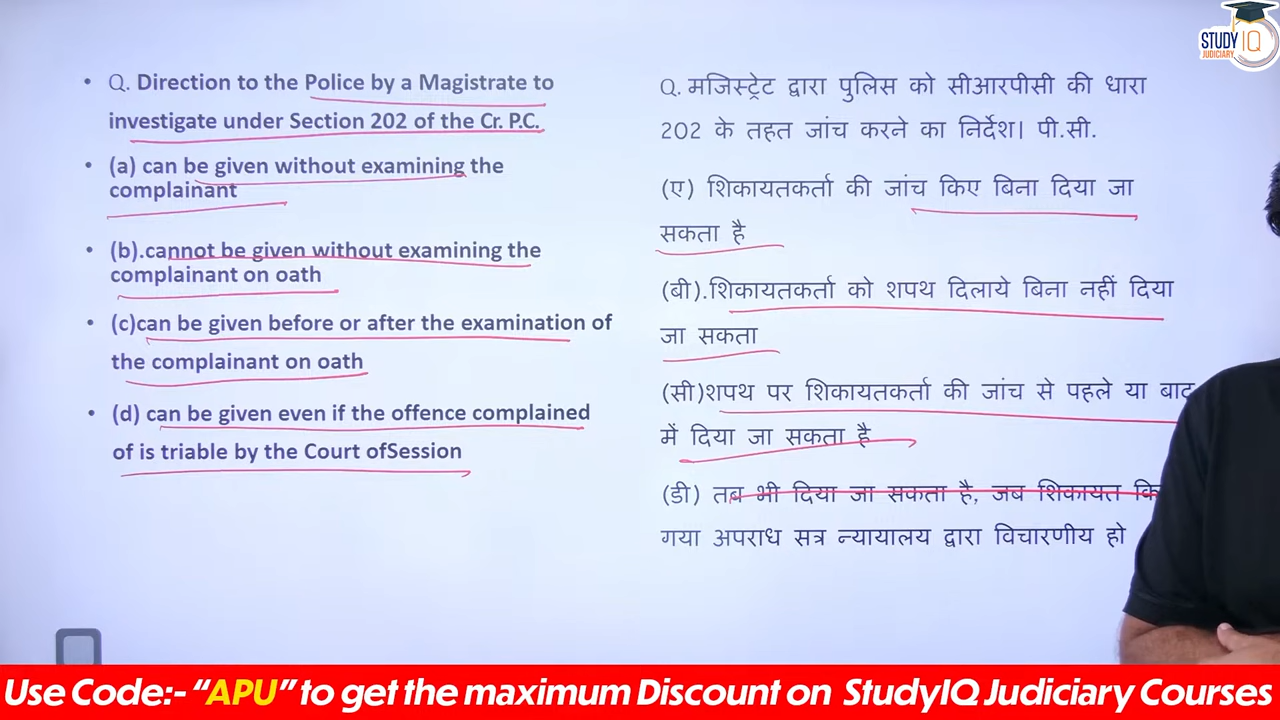 • Q. Direction to the Police by a Magistrate to
investigate under Section 202 of the Cr. P.C.
• (a) can be given without examining the
complainant
• (b).cannot be given without examining the
complainant on oath
• (c)can be given before or after the examination of
the complainant on oath
• (d) can be given even if the offence complained
of is triable by the Court ofSession
Q. मजिस्ट्रेट द्वारा पुलिस को सीआरपीसी की धारा
202 के तहत जांच करने का निर्देश। पी.सी.
(ए) शिकायतकर्ता की जांच किए बिना दिया जा
सकता है
(बी).शिकायतकर्ता को शपथ दिलाये बिना नहीं दिया
जा सकता
(सी)शपथ पर शिकायतकर्ता की जांच से पहले या बाद
में दिया जा सकता है
(डी) तब भी दिया जा सकता है, जब शिकायत
गया अपराध सत्र न्यायालय द्वारा विचारणीय हो
STUDY IQ
JUDICIARY
Use Code:- “APU” to get the maximum Discount on StudyIQ Judiciary Courses